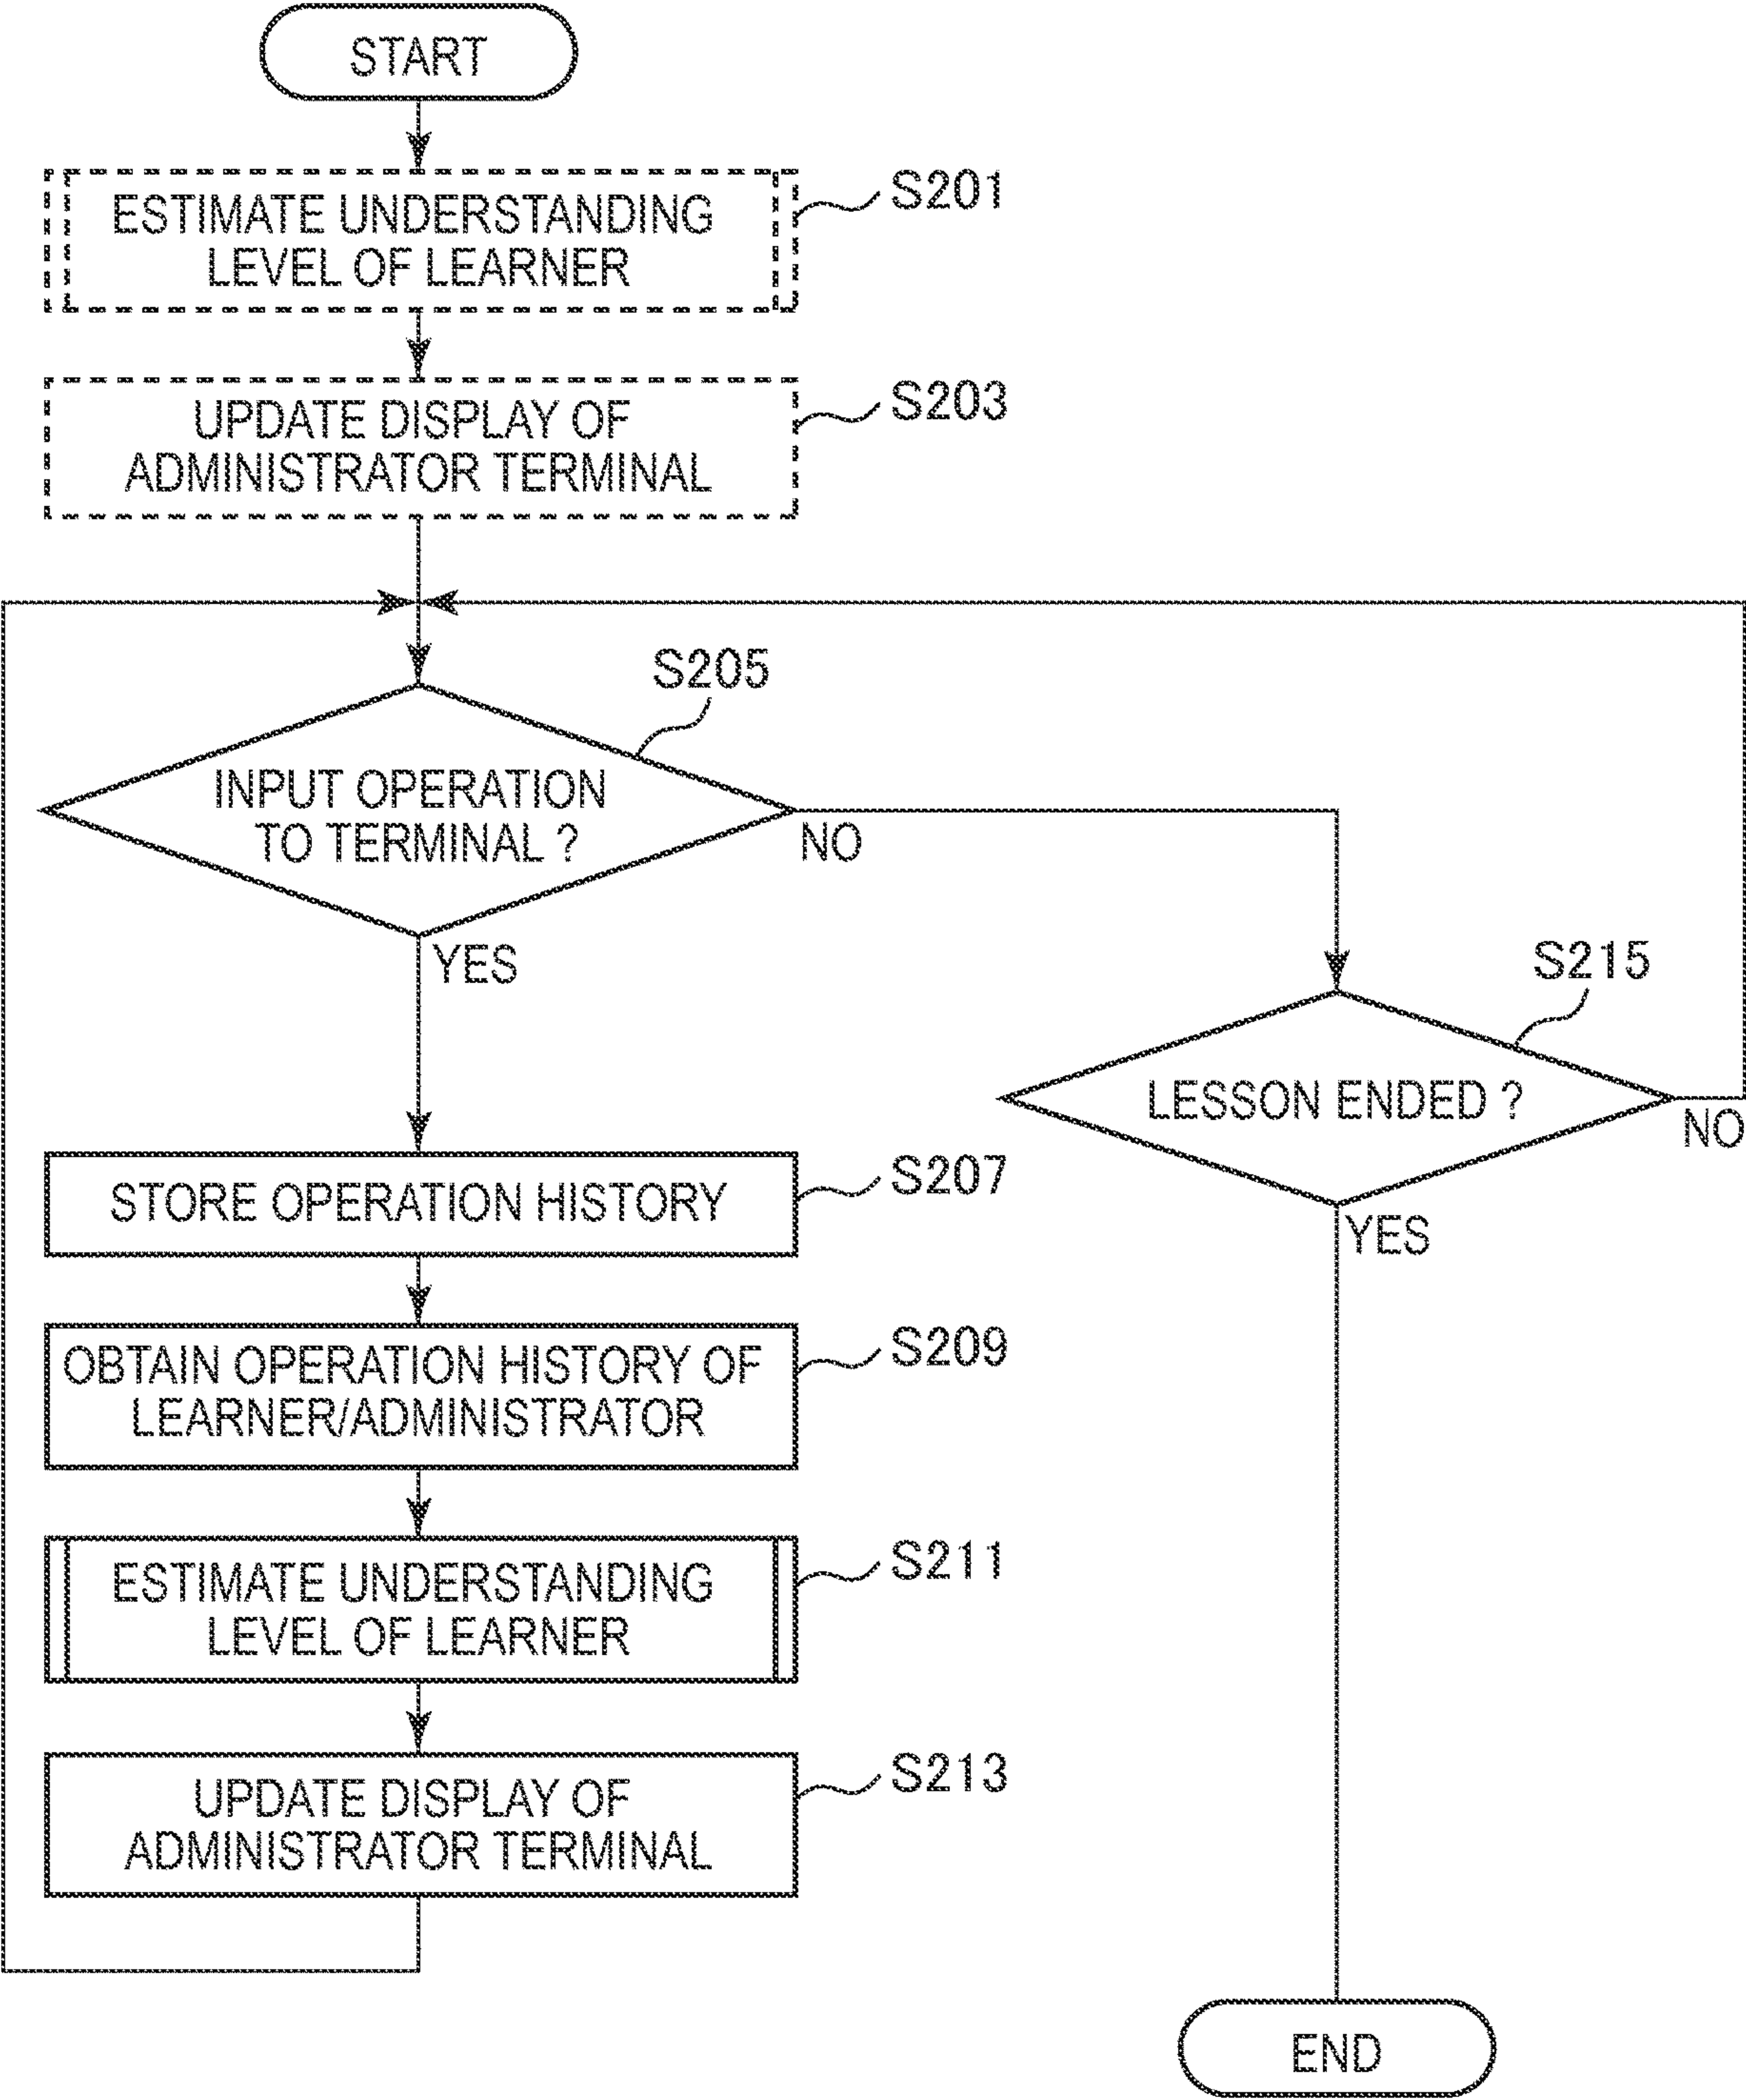 START
ESTIMATE UNDERSTANDING
LEVEL OF LEARNER
S201
UPDATE DISPLAY OF
ADMINISTRATOR TERMINAL
S203
S205
INPUT OPERATION
TO TERMINAL ?
NO
YES
S215
LESSON ENDED ?
NO
YES
STORE OPERATION HISTORY
S207
OBTAIN OPERATION HISTORY OF
LEARNER/ADMINISTRATOR
S209
ESTIMATE UNDERSTANDING
LEVEL OF LEARNER
S211
UPDATE DISPLAY OF
ADMINISTRATOR TERMINAL
S213
END